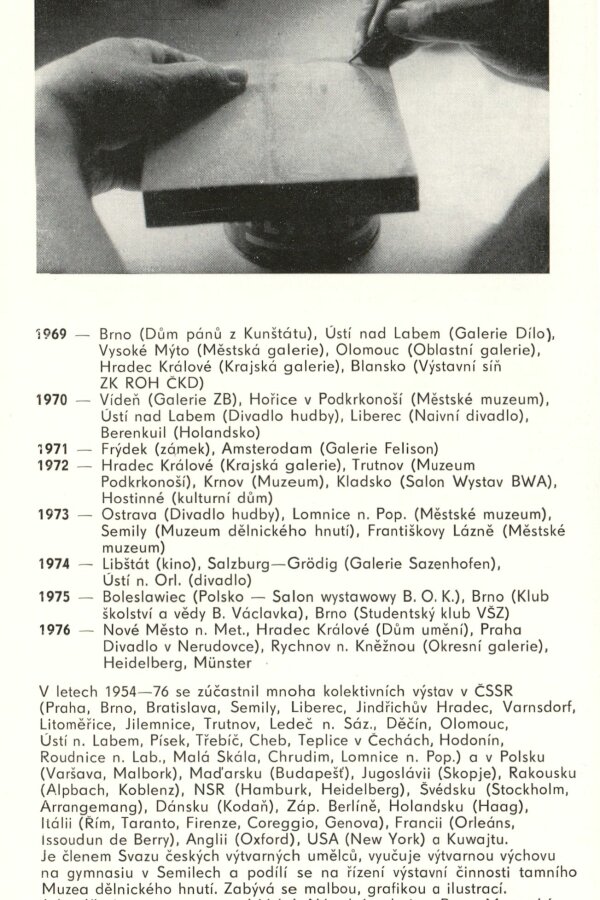 1969 — Brno (Dům pánů z Kunštátu), Ústí nad Labem (Galerie Dílo),
Vysoké Mýto (Městská galerie), Olomouc (Oblastní galerie),
Hradec Králové (Krajská galerie), Blansko (Výstavní síň
ZK ROH ČKD)
1970 — Vídeň (Galerie ZB), Hořice v Podkrkonoší (Městské muzeum),
Ústí nad Labem (Divadlo hudby), Liberec (Naivní divadlo),
Berenkuil (Holandsko)
1971 — Frýdek (zámek), Amsterodam (Galerie Felison)
1972 — Hradec Králové (Krajská galerie), Trutnov (Muzeum
Podkrkonoší), Krnov (Muzeum), Kladsko (Salon Wystav BWA),
Hostinné (kulturní dům)
1973 — Ostrava (Divadlo hudby), Lomnice n. Pop. (Městské muzeum),
Semily (Muzeum dělnického hnutí), Františkovy Lázně (Městské
muzeum)
1974 — Libštát (kino), Salzburg—Grödig (Galerie Sazenhofen),
Ústí n. Orl. (divadlo)
1975 — Boleslawiec (Polsko — Salon wystawowy B. O. K.), Brno (Klub
školství a vědy B. Václavka), Brno (Studentský klub VŠZ)
1976 — Nové Město n. Met., Hradec Králové (Dům umění), Praha
Divadlo v Nerudovce), Rychnov n. Kněžnou (Okresní galerie),
Heidelberg, Münster
V letech 1954—76 se zúčastnil mnoha kolektivních výstav v ČSSR
(Praha, Brno, Bratislava, Semily, Liberec, Jindřichův Hradec, Varnsdorf,
Litoměřice, Jilemnice, Trutnov, Ledeč n. Sáz., Děčín, Olomouc,
Ústí n. Labem, Písek, Třebíč, Cheb, Teplice v Čechách, Hodonín,
Roudnice n. Lab., Malá Skála, Chrudim, Lomnice n. Pop.) a v Polsku
(Varšava, Malbork), Maďarsku (Budapešť), Jugoslávii (Skopje), Rakousku
(Alpbach, Koblenz), NSR (Hamburk, Heidelberg), Švédsku (Stockholm,
Arrangemang), Dánsku (Kodaň), Záp. Berlíně, Holandsku (Haag),
Itálii (Řím, Taranto, Firenze, Coreggio, Genova), Francii (Orleáns,
Issoudun de Berry), Anglii (Oxford), USA (New York) a Kuwajtu.
Je členem Svazu českých výtvarných umělců, vyučuje výtvarnou výchovu
na gymnasiu v Semilech a podílí se na řízení výstavní činnosti tamního
Muzea dělnického hnutí. Zabývá se malbou, grafikou a ilustrací.